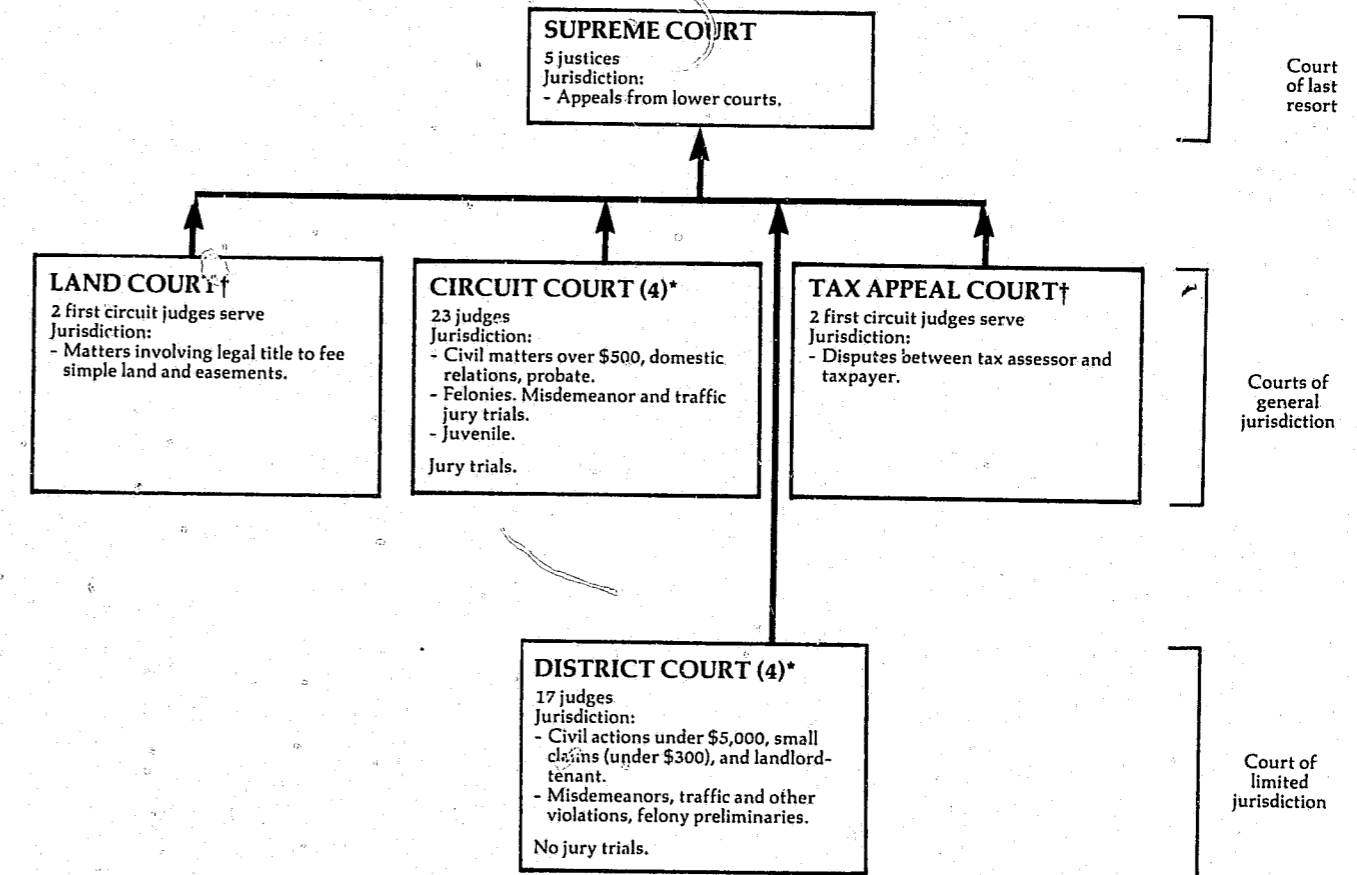 SUPREME COURT
5 justices
Jurisdiction:
- Appeals from lower courts.
Court
of last
resort
LAND COURT†
2 first circuit judges serve
Jurisdiction:
- Matters involving legal title to fee
simple land and easements.
CIRCUIT COURT (4)*
23 judges
Jurisdiction:
- Civil matters over $500, domestic
relations, probate.
- Felonies. Misdemeanor and traffic
jury trials.
- Juvenile.
Jury trials.
TAX APPEAL COURT†
2 first circuit judges serve
Jurisdiction:
- Disputes between tax assessor and
taxpayer.
Courts of
general
jurisdiction
DISTRICT COURT (4)*
17 judges
Jurisdiction:
- Civil actions under $5,000, small
claims (under $300), and landlord-
tenant.
- Misdemeanors, traffic and other
violations, felony preliminaries.
No jury trials.
Court of
limited
jurisdiction